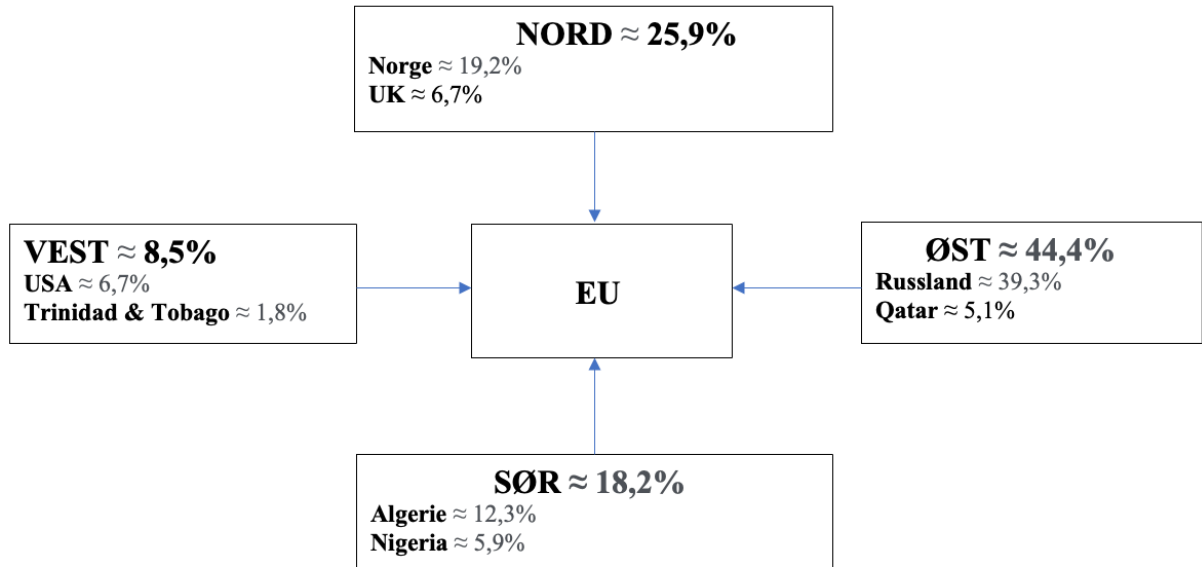 NORD ≈ 25,9%
Norge ≈ 19,2%
UK ≈ 6,7%
VEST ≈ 8,5%
USA ≈ 6,7%
Trinidad & Tobago ≈ 1,8%
EU
ØST ≈ 44,4%
Russland ≈ 39,3%
Qatar ≈ 5,1%
SØR ≈ 18,2%
Algerie ≈ 12,3%
Nigeria ≈ 5,9%